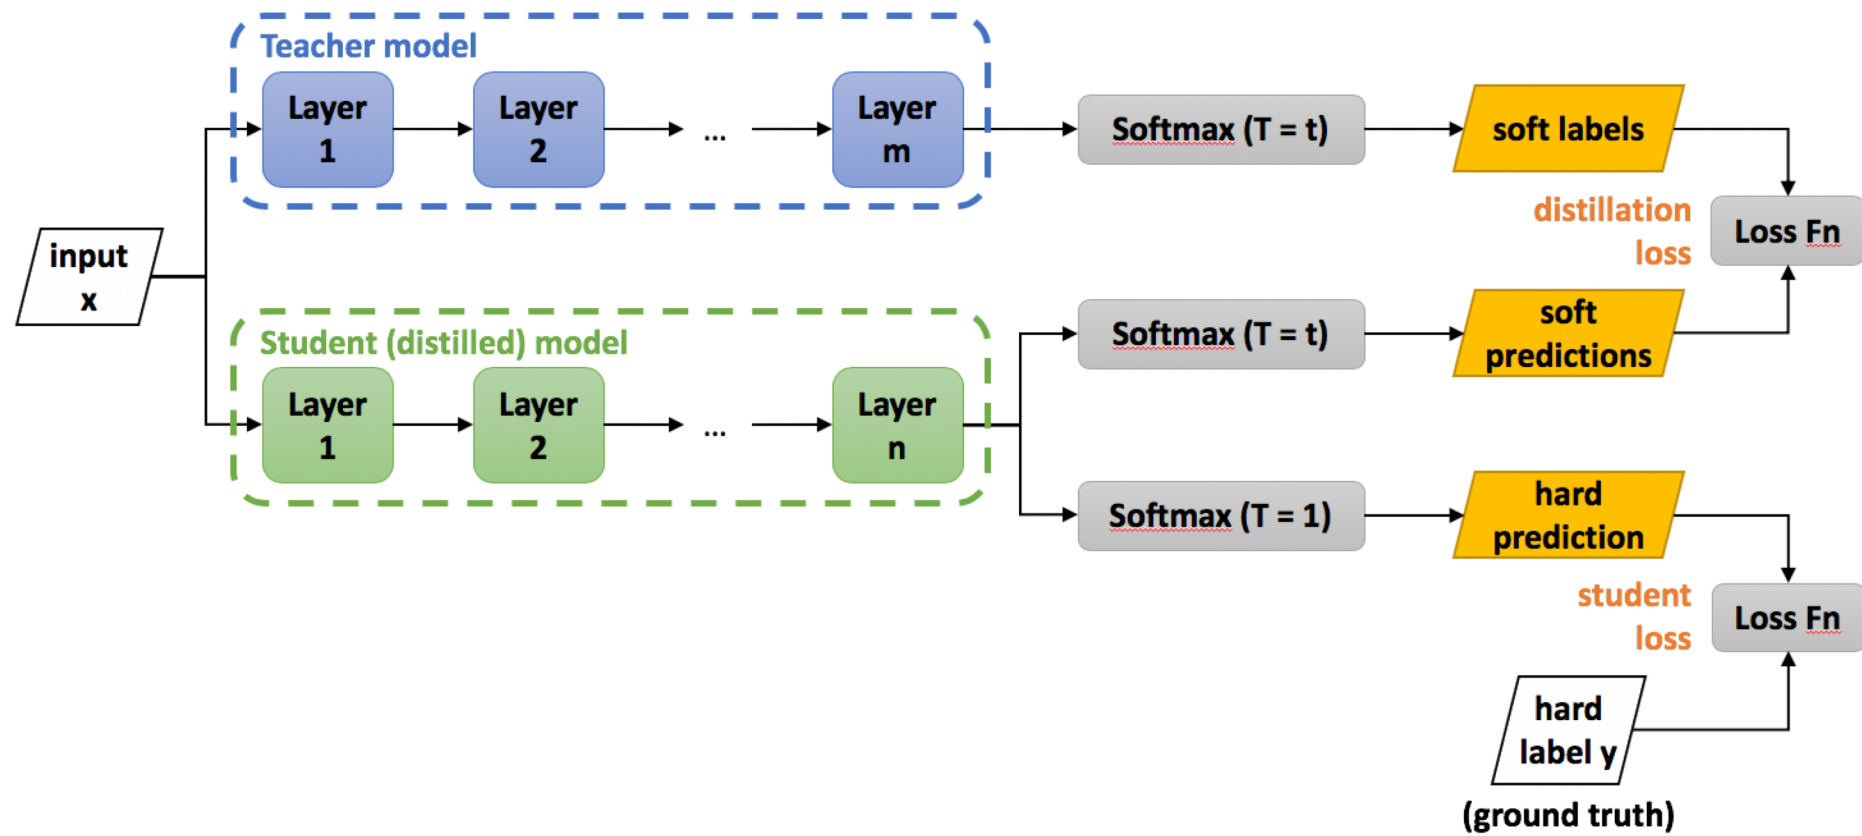 Teacher model
Layer
1
Layer
2
...
Layer
m
Softmax (T = t)
soft labels
distillation
loss
Loss Fn
input
x
Student (distilled) model
Layer
1
Layer
2
...
Layer
n
Softmax (T = t)
soft
predictions
Softmax (T = 1)
hard
prediction
student
loss
Loss Fn
hard
label y
(ground truth)